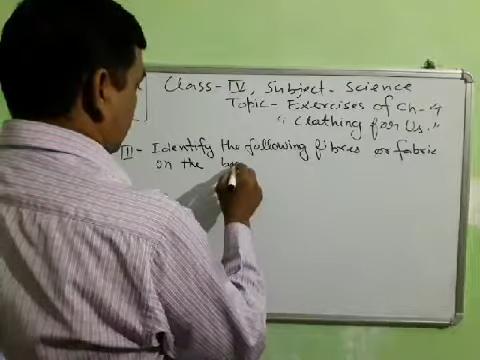 Class-IV, Subject- Science
Topic- Exercises of Ch-4
"Clothing for Us."
II- Identify the following fibres or fabric
on the